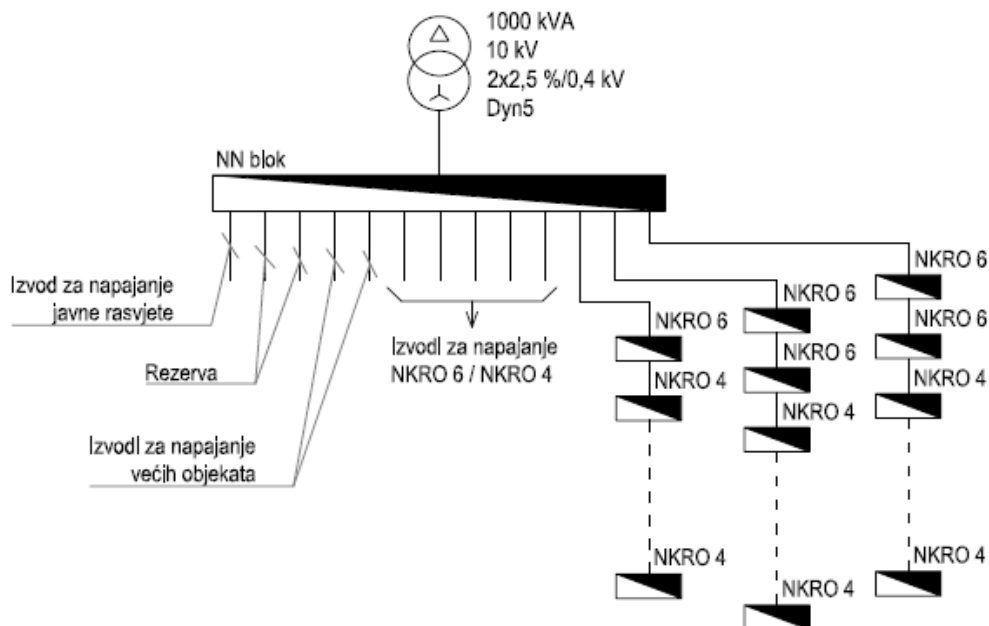 1000 kVA
10 kV
2x2,5 %/0,4 kV
Dyn5
NN blok
Izvod za napajanje
javne rasvjete
Rezerva
Izvodi za napajanje
većih objekata
Izvodi za napajanje
NKRO 6 / NKRO 4
NKRO 6
NKRO 4
NKRO 4
NKRO 6
NKRO 6
NKRO 4
NKRO 4
NKRO 6
NKRO 6
NKRO 4
NKRO 4